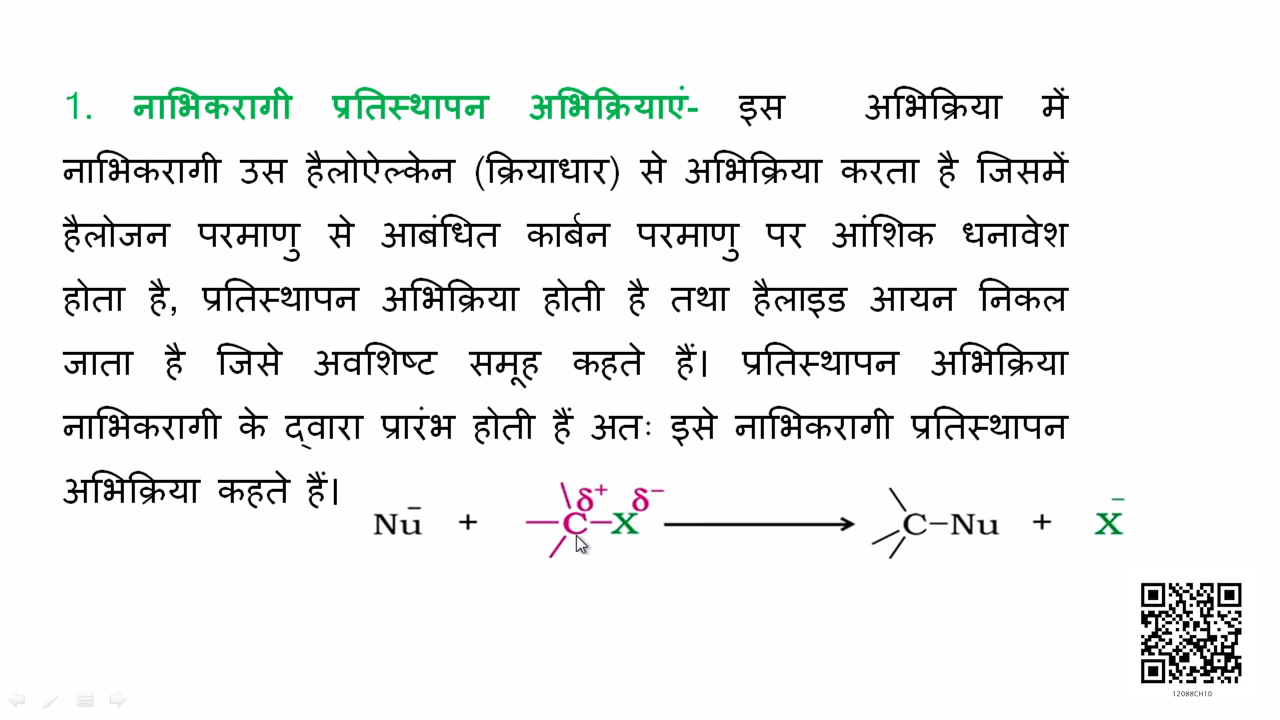 1. नाभिकरागी प्रतिस्थापन अभिक्रियाएं- इस अभिक्रिया में
नाभिकरागी उस हैलोऐल्केन (क्रियाधार) से अभिक्रिया करता है जिसमें
हैलोजन परमाणु से आबंधित कार्बन परमाणु पर आंशिक धनावेश
होता है, प्रतिस्थापन अभिक्रिया होती है तथा हैलाइड आयन निकल
जाता है जिसे अवशिष्ट समूह कहते हैं। प्रतिस्थापन अभिक्रिया
नाभिकरागी के द्वारा प्रारंभ होती हैं अतः इसे नाभिकरागी प्रतिस्थापन
अभिक्रिया कहते हैं।
Nu⁻ + —C^δ+—X^δ− ⟶ C—Nu + X⁻
12088CH10